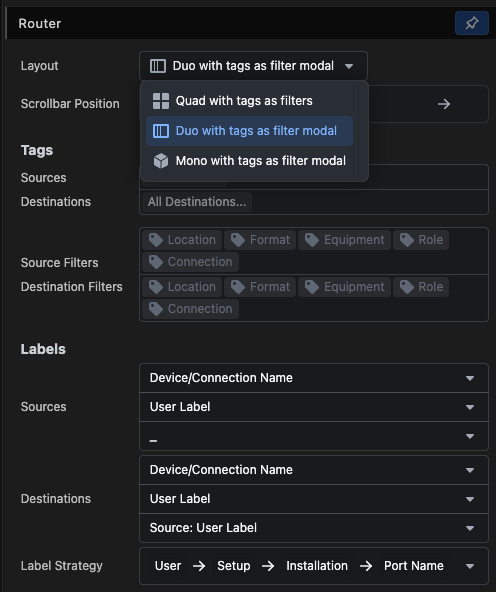 Router
Layout
Duo with tags as filter modal
Scrollbar Position
Quad with tags as filters
Duo with tags as filter modal
Mono with tags as filter modal
Tags
Sources
Destinations
All Destinations...
Source Filters
Location Format Equipment Role
Connection
Destination Filters
Location Format Equipment Role
Connection
Labels
Sources
Device/Connection Name
User Label
_
Destinations
Device/Connection Name
User Label
Source: User Label
Label Strategy
User → Setup → Installation → Port Name